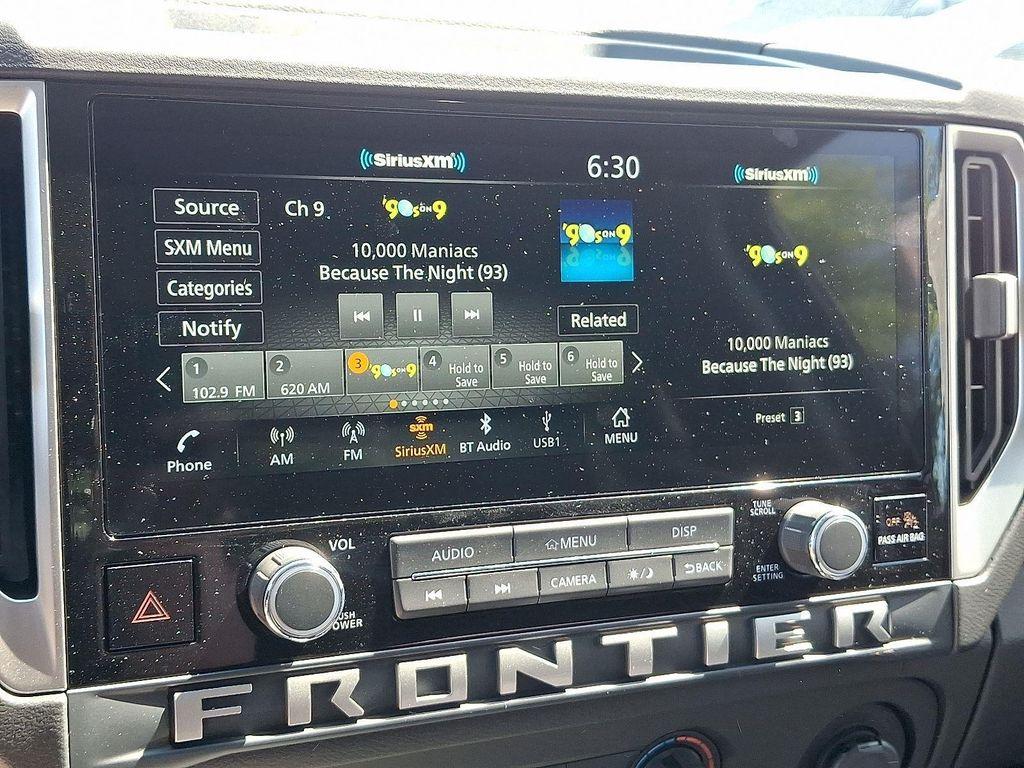 SiriusXM
6:30
SiriusXM
Source
Ch 9
'90s on 9
'90s on 9
SXM Menu
10,000 Maniacs
Because The Night (93)
'90s on 9
Categories
Notify
Related
10,000 Maniacs
Because The Night (93)
1
102.9 FM
2
620 AM
3
'90s on 9
4
Hold to
Save
5
Hold to
Save
6
Hold to
Save
Preset 3
Phone
AM
FM
sxm
SiriusXM
BT Audio
USB1
MENU
VOL
PUSH
POWER
AUDIO
MENU
DISP
CAMERA
BACK
TUNE
SCROLL
ENTER
SETTING
OFF
PASS AIR BAG
FRONTIER